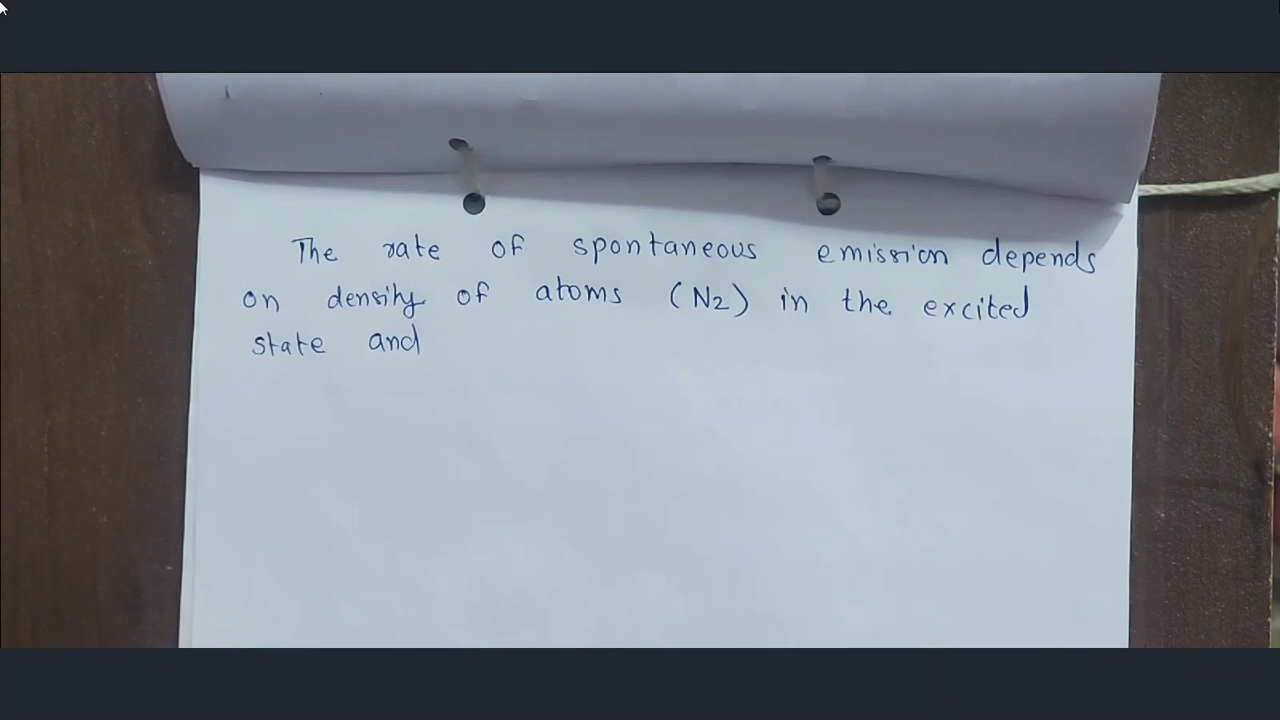 The rate of spontaneous emission depends
on density of atoms (N2) in the excited
state and